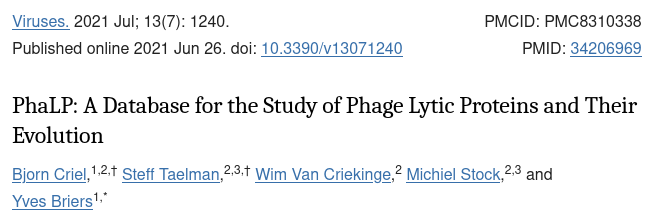 Viruses. 2021 Jul; 13(7): 1240. PMCID: PMC8310338
Published online 2021 Jun 26. doi: 10.3390/v13071240 PMID: 34206969
PhaLP: A Database for the Study of Phage Lytic Proteins and Their
Evolution
Bjorn Criel,1,2,† Steff Taelman,2,3,† Wim Van Criekinge,2 Michiel Stock,2,3 and
Yves Briers1,*